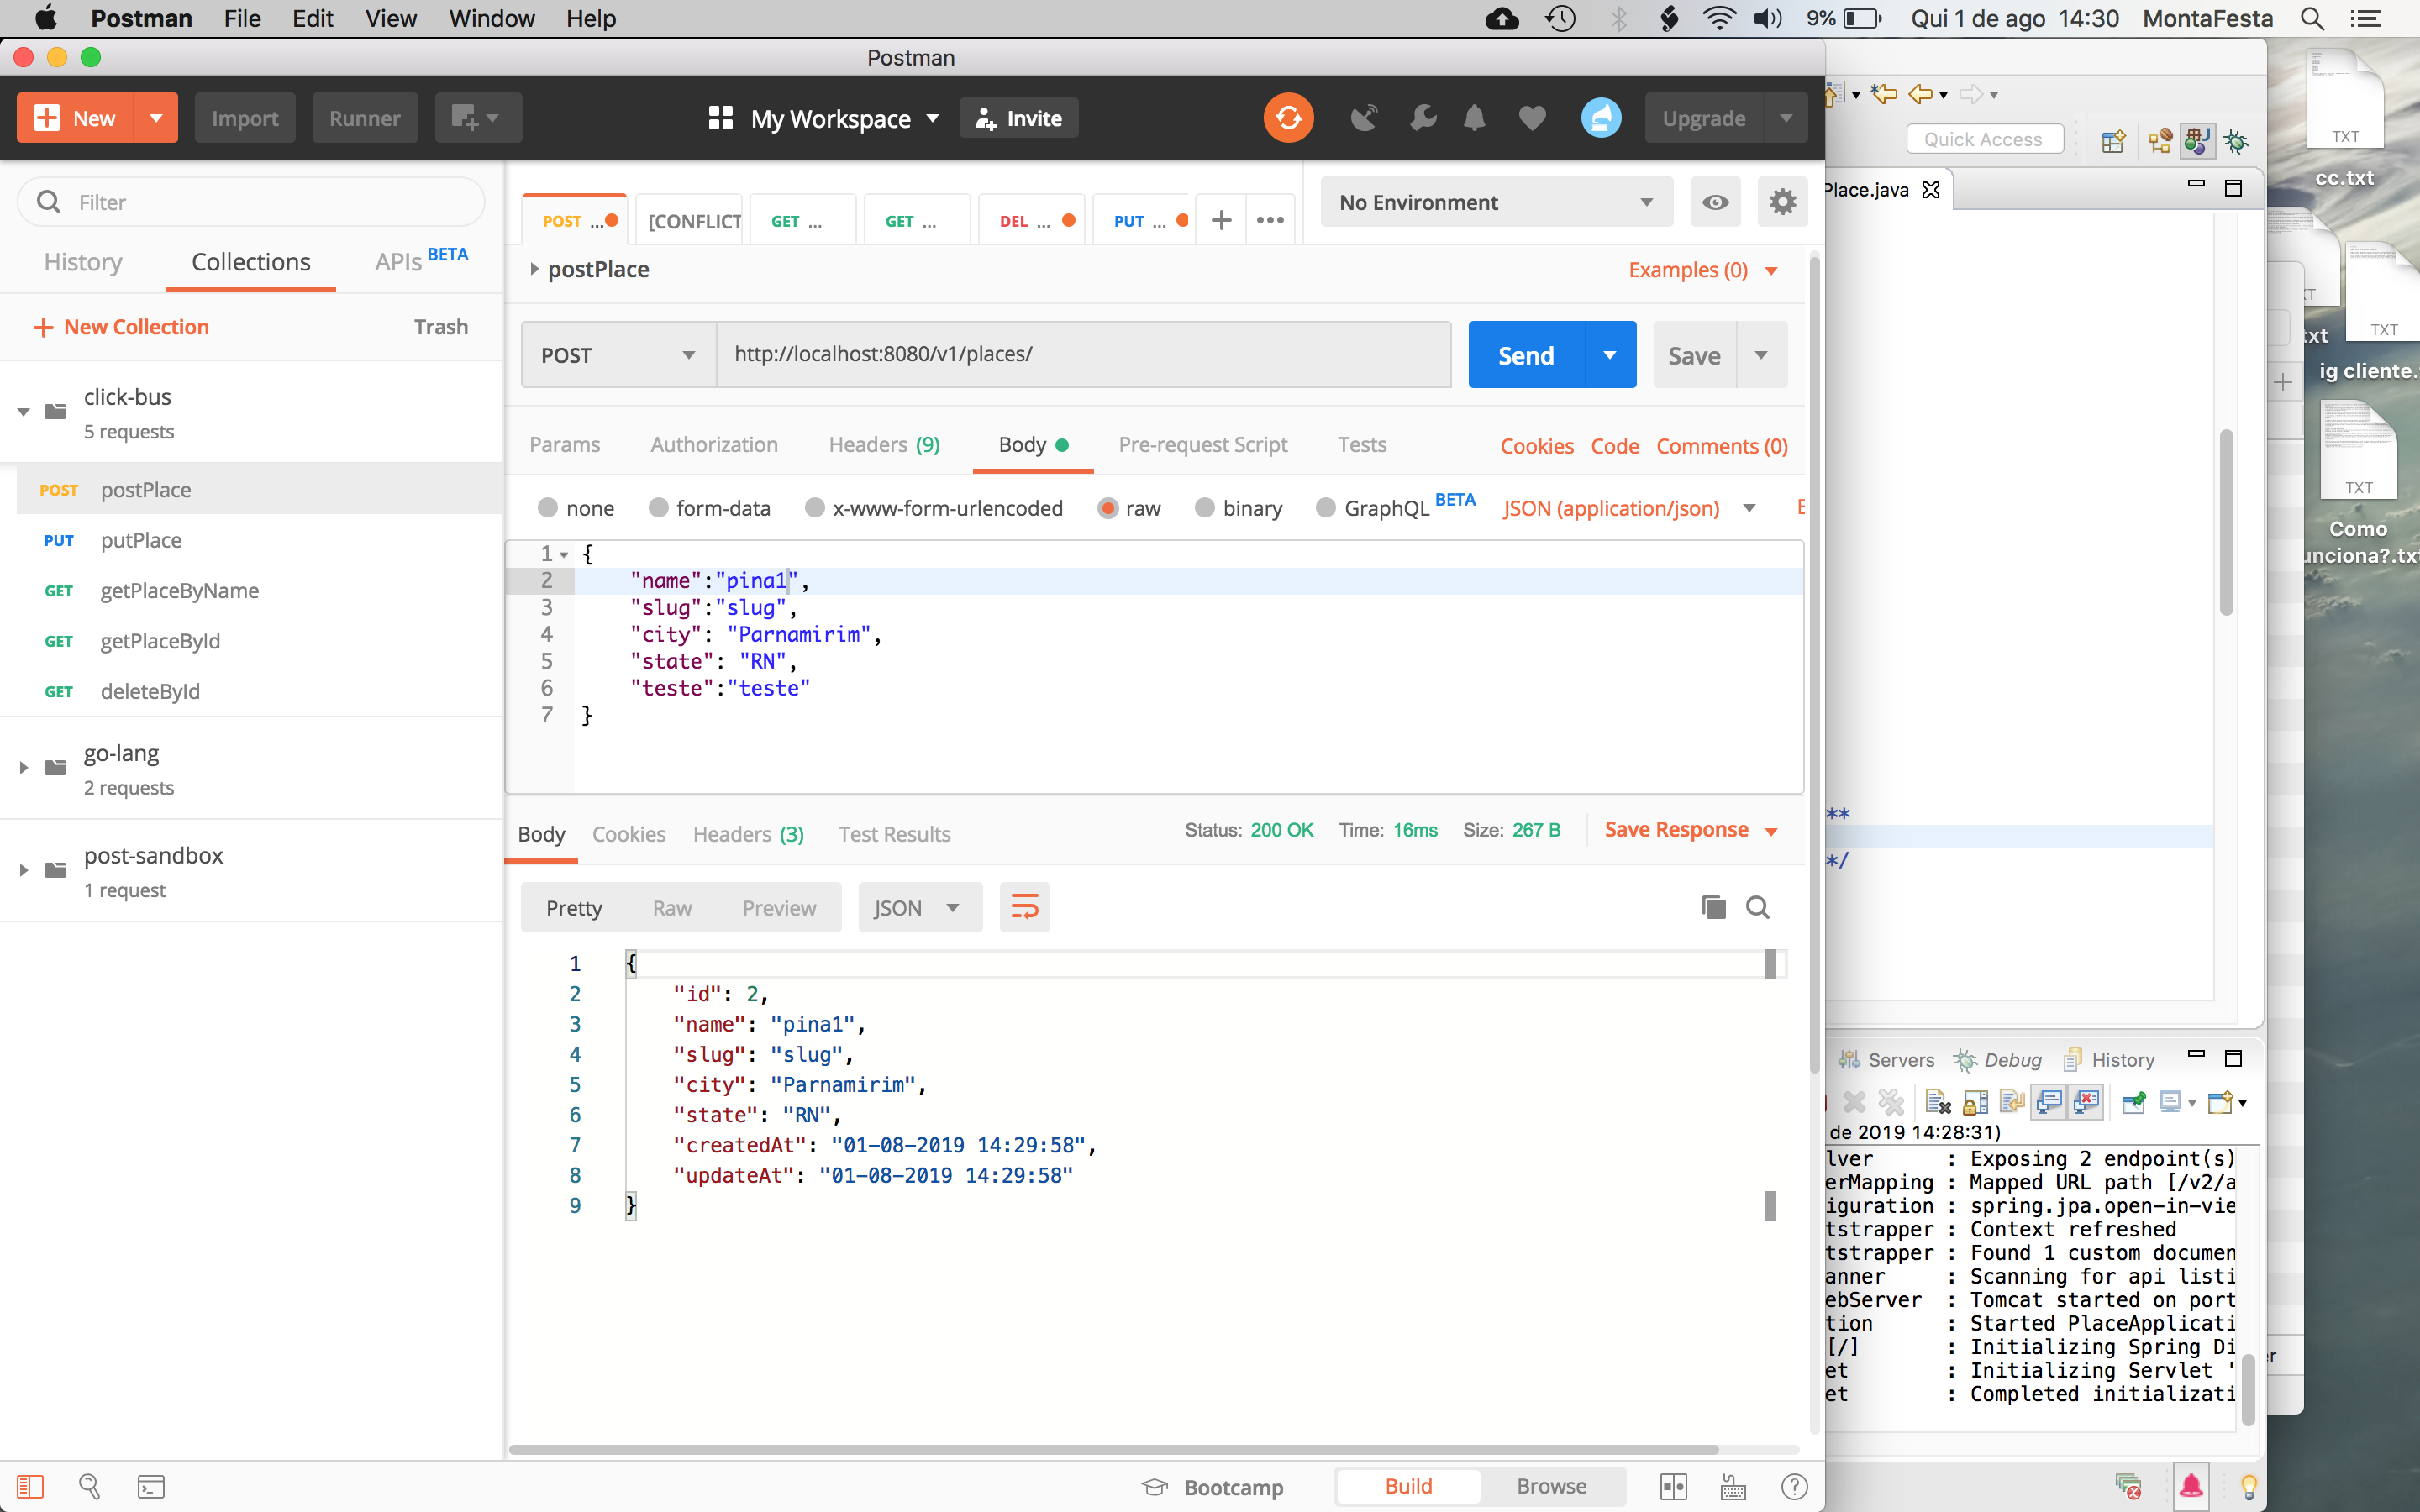 Postman File Edit View Window Help 9% Qui 1 de ago 14:30 MontaFesta
Postman
New Import Runner My Workspace Invite Upgrade
Filter
History Collections APIs BETA
New Collection Trash
click-bus
5 requests
POST postPlace
PUT putPlace
GET getPlaceByName
GET getPlaceById
GET deleteById
go-lang
2 requests
post-sandbox
1 request
POST ... [CONFLICT GET ... GET ... DEL ... PUT ... + •••
No Environment
postPlace Examples (0)
POST http://localhost:8080/v1/places/ Send Save
Params Authorization Headers (9) Body Pre-request Script Tests Cookies Code Comments (0)
none form-data x-www-form-urlencoded raw binary GraphQL BETA JSON (application/json)
1 {
2 "name":"pina1",
3 "slug":"slug",
4 "city": "Parnamirim",
5 "state": "RN",
6 "teste":"teste"
7 }
Body Cookies Headers (3) Test Results Status: 200 OK Time: 16ms Size: 267 B Save Response
Pretty Raw Preview JSON
1 {
2 "id": 2,
3 "name": "pina1",
4 "slug": "slug",
5 "city": "Parnamirim",
6 "state": "RN",
7 "createdAt": "01-08-2019 14:29:58",
8 "updateAt": "01-08-2019 14:29:58"
9 }
Bootcamp Build Browse
Quick Access
Place.java
**
*/
Servers Debug History
de 2019 14:28:31)
lver : Exposing 2 endpoint(s)
erMapping : Mapped URL path [/v2/a
iguration : spring.jpa.open-in-vie
tstrapper : Context refreshed
tstrapper : Found 1 custom documen
anner : Scanning for api listi
ebServer : Tomcat started on port
tion : Started PlaceApplicati
[/] : Initializing Spring Di
et : Initializing Servlet '
et : Completed initializati
TXT
cc.txt
TXT
txt
ig cliente.
TXT
Como
unciona?.tx